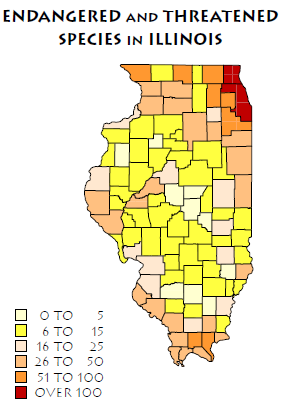 ENDANGERED AND THREATENED
SPECIES IN ILLINOIS
0 TO 5
6 TO 15
16 TO 25
26 TO 50
51 TO 100
OVER 100